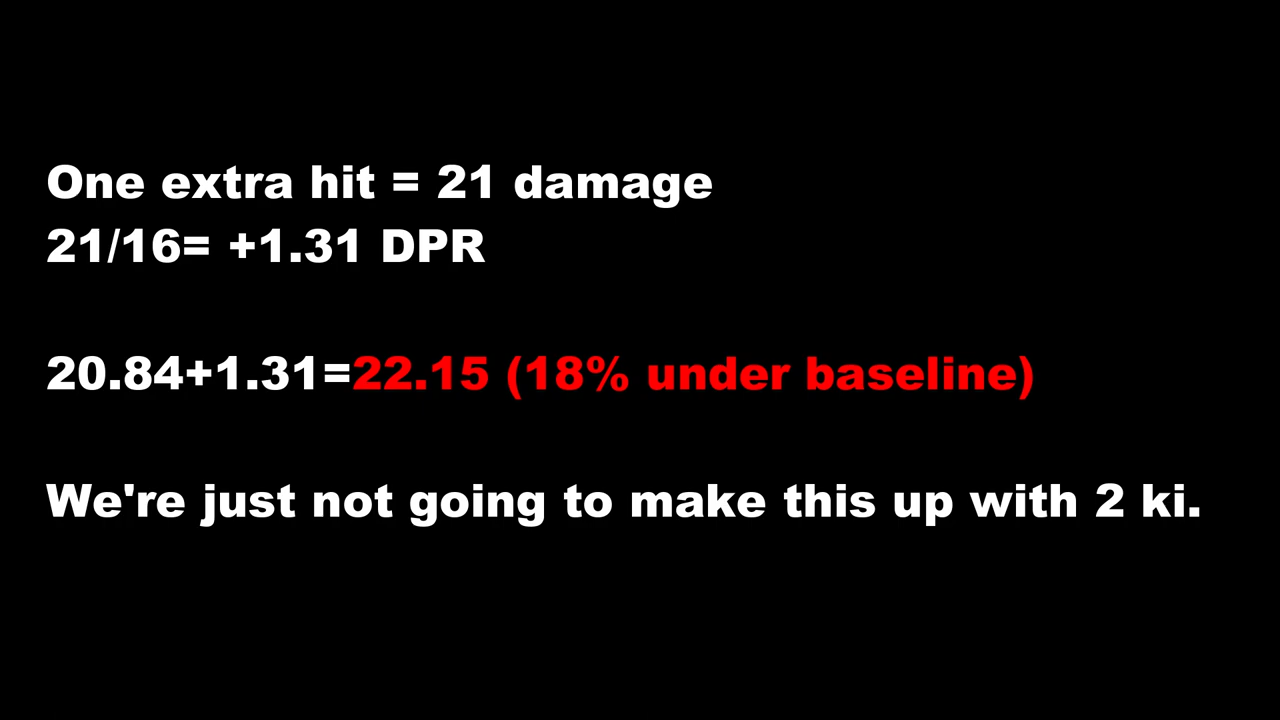 One extra hit = 21 damage
21/16= +1.31 DPR
20.84+1.31=22.15 (18% under baseline)
We're just not going to make this up with 2 ki.